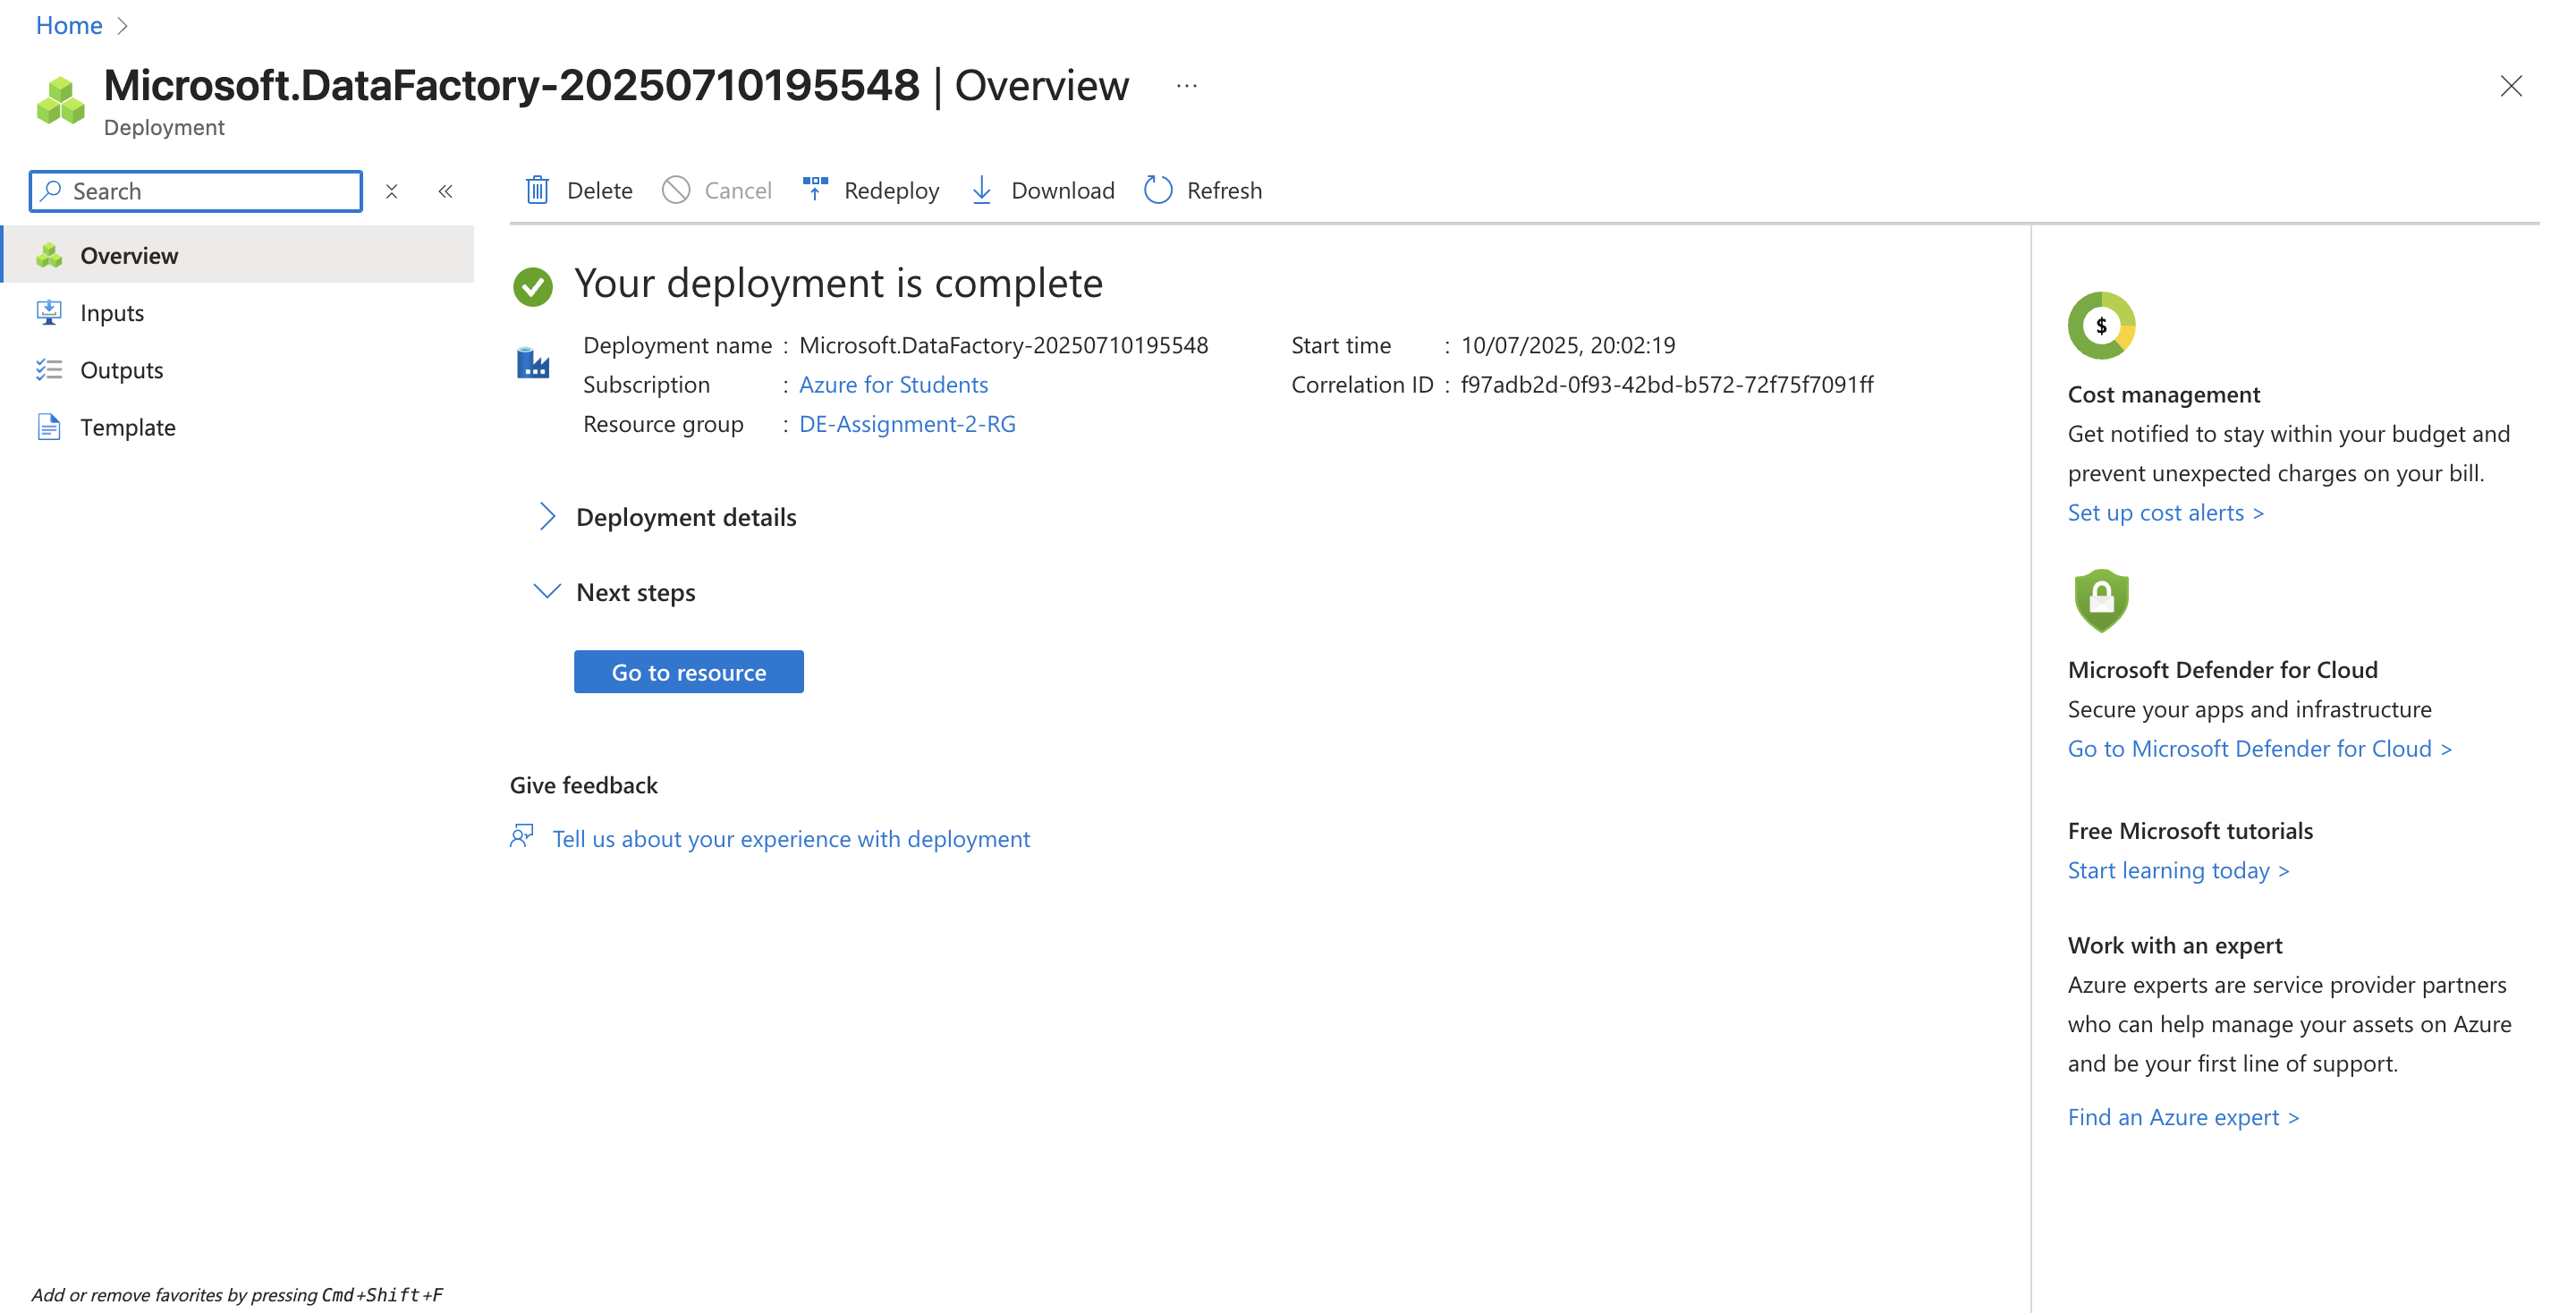 Home >
Microsoft.DataFactory-20250710195548 | Overview ...
Deployment
Search
Delete
Cancel
Redeploy
Download
Refresh
Overview
Inputs
Outputs
Template
Your deployment is complete
Deployment name : Microsoft.DataFactory-20250710195548
Subscription : Azure for Students
Resource group : DE-Assignment-2-RG
Start time : 10/07/2025, 20:02:19
Correlation ID : f97adb2d-0f93-42bd-b572-72f75f7091ff
Deployment details
Next steps
Go to resource
Give feedback
Tell us about your experience with deployment
$
Cost management
Get notified to stay within your budget and
prevent unexpected charges on your bill.
Set up cost alerts >
Microsoft Defender for Cloud
Secure your apps and infrastructure
Go to Microsoft Defender for Cloud >
Free Microsoft tutorials
Start learning today >
Work with an expert
Azure experts are service provider partners
who can help manage your assets on Azure
and be your first line of support.
Find an Azure expert >
Add or remove favorites by pressing Cmd+Shift+F